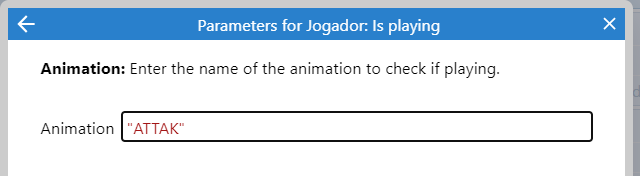 Parameters for Jogador: Is playing
Animation: Enter the name of the animation to check if playing.
Animation "ATTAK"